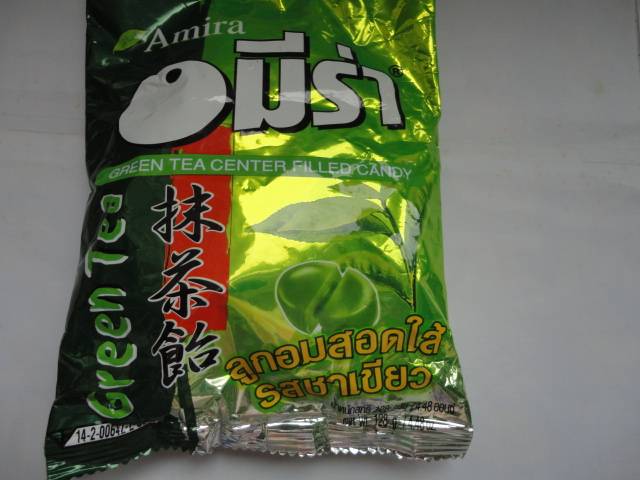 Amira
อมีร่า®
GREEN TEA CENTER FILLED CANDY
Green Tea
抹茶飴
ลูกอมสอดไส้
รสชาเขียว